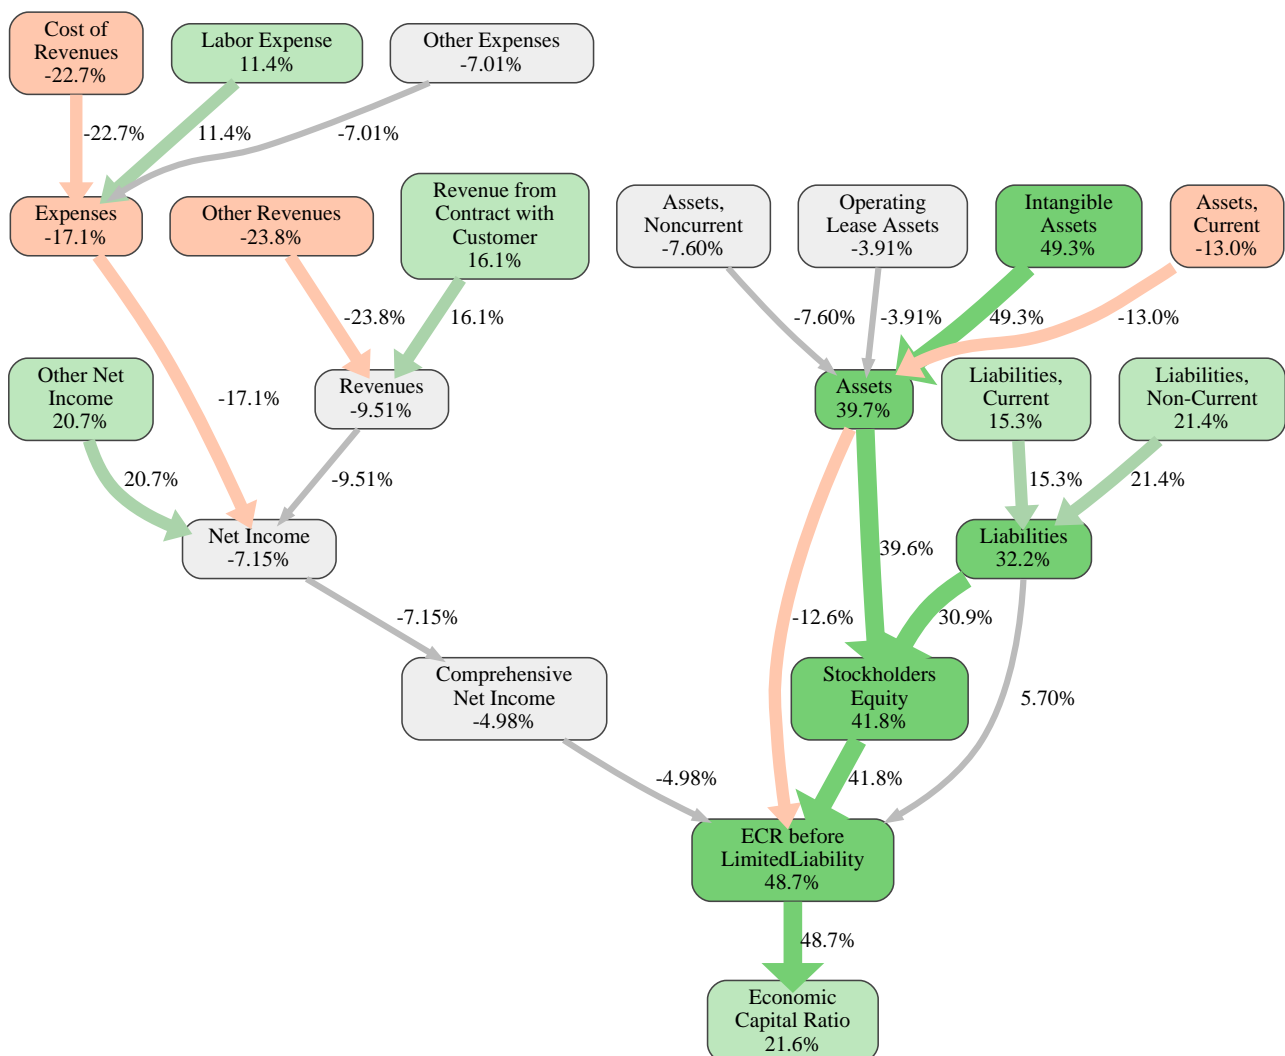 Cost of
Revenues
-22.7%
Labor Expense
11.4%
Other Expenses
-7.01%
-22.7%
11.4%
-7.01%
Expenses
-17.1%
Other Revenues
-23.8%
Revenue from
Contract with
Customer
16.1%
Assets,
Noncurrent
-7.60%
Operating
Lease Assets
-3.91%
Intangible
Assets
49.3%
Assets,
Current
-13.0%
-23.8%
16.1%
-7.60%
-3.91%
49.3%
-13.0%
Other Net
Income
20.7%
-17.1%
Revenues
-9.51%
Assets
39.7%
Liabilities,
Current
15.3%
Liabilities,
Non-Current
21.4%
20.7%
-9.51%
15.3%
21.4%
Net Income
-7.15%
39.6%
Liabilities
32.2%
-7.15%
-12.6%
30.9%
Comprehensive
Net Income
-4.98%
Stockholders
Equity
41.8%
5.70%
-4.98%
41.8%
ECR before
LimitedLiability
48.7%
48.7%
Economic
Capital Ratio
21.6%